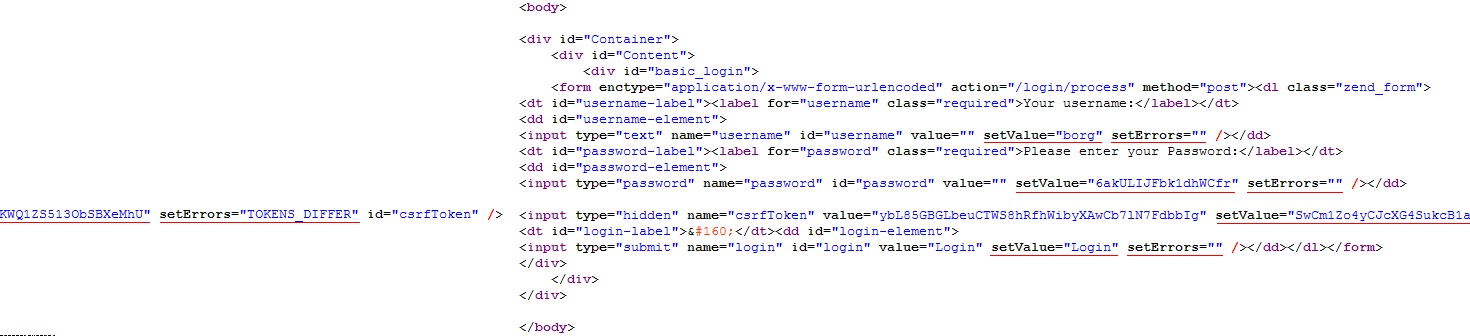 <body>
<div id="Container">
<div id="Content">
<div id="basic_login">
<form enctype="application/x-www-form-urlencoded" action="/login/process" method="post"><dl class="zend_form">
<dt id="username-label"><label for="username" class="required">Your username:</label></dt>
<dd id="username-element">
<input type="text" name="username" id="username" value="" setValue="borg" setErrors="" /></dd>
<dt id="password-label"><label for="password" class="required">Please enter your Password:</label></dt>
<dd id="password-element">
<input type="password" name="password" id="password" value="" setValue="6akULIJFbk1dhWCfr" setErrors="" /></dd>
KWQ1ZS513ObSBXeMhU" setErrors="TOKENS_DIFFER" id="csrfToken" /> <input type="hidden" name="csrfToken" value="ybL85GBGLbeuCTWS8hRfhWibyXAwCb7lN7FdbbIg" setValue="SwCm1Zo4yCJcXG4SukcB1a
<dt id="login-label">&#160;</dt><dd id="login-element">
<input type="submit" name="login" id="login" value="Login" setValue="Login" setErrors="" /></dd></dl></form>
</div>
</div>
</div>
</body>